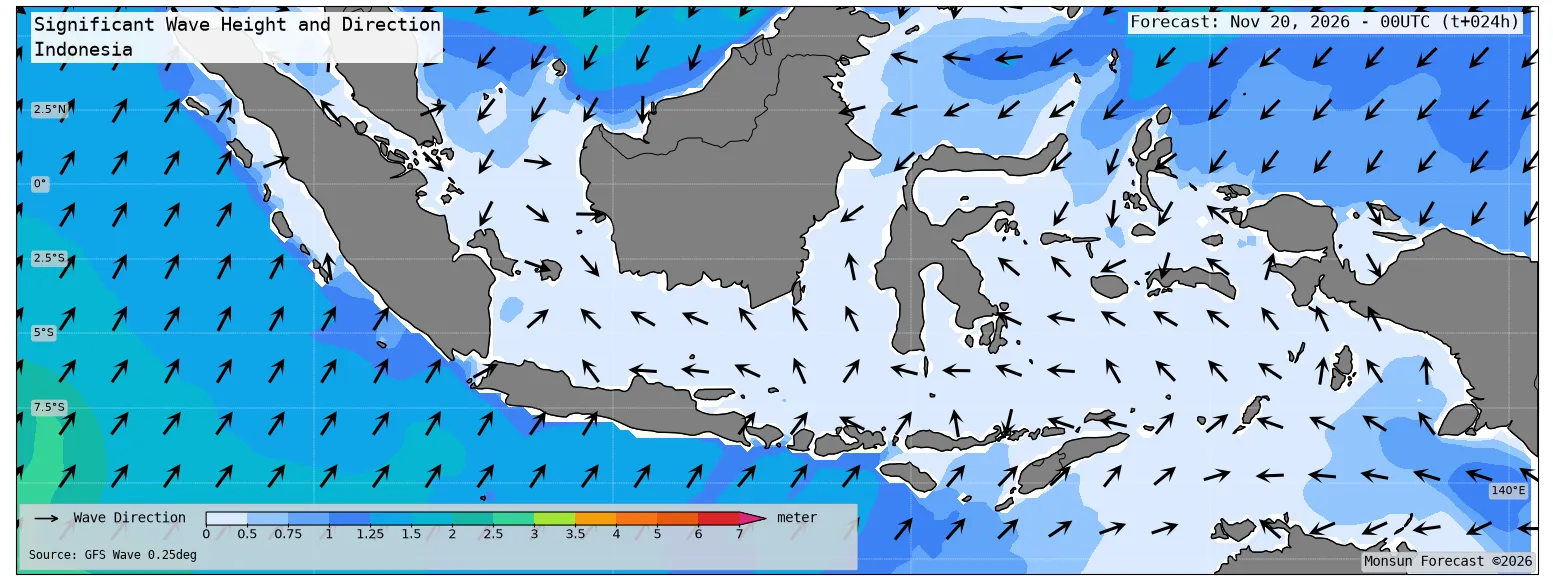 Significant Wave Height and Direction
Indonesia
Forecast: Nov 20, 2026 - 00UTC (t+024h)
2.5°N
0°
2.5°S
5°S
7.5°S
140°E
Wave Direction
meter
0 0.5 0.75 1 1.25 1.5 2 2.5 3 3.5 4 5 6 7
Source: GFS Wave 0.25deg
Monsun Forecast ©2026